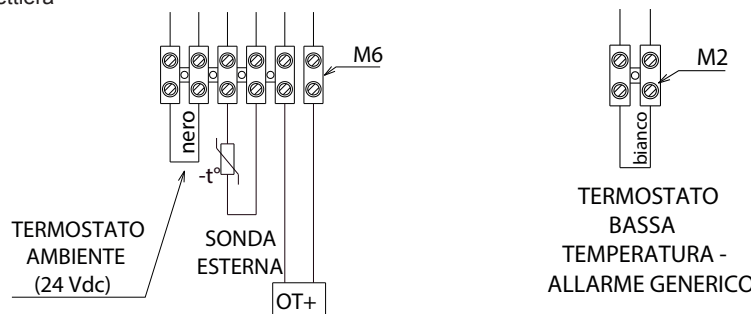 M6
nero
-t°
TERMOSTATO
AMBIENTE
(24 Vdc)
SONDA
ESTERNA
OT+
M2
bianco
TERMOSTATO
BASSA
TEMPERATURA -
ALLARME GENERICO